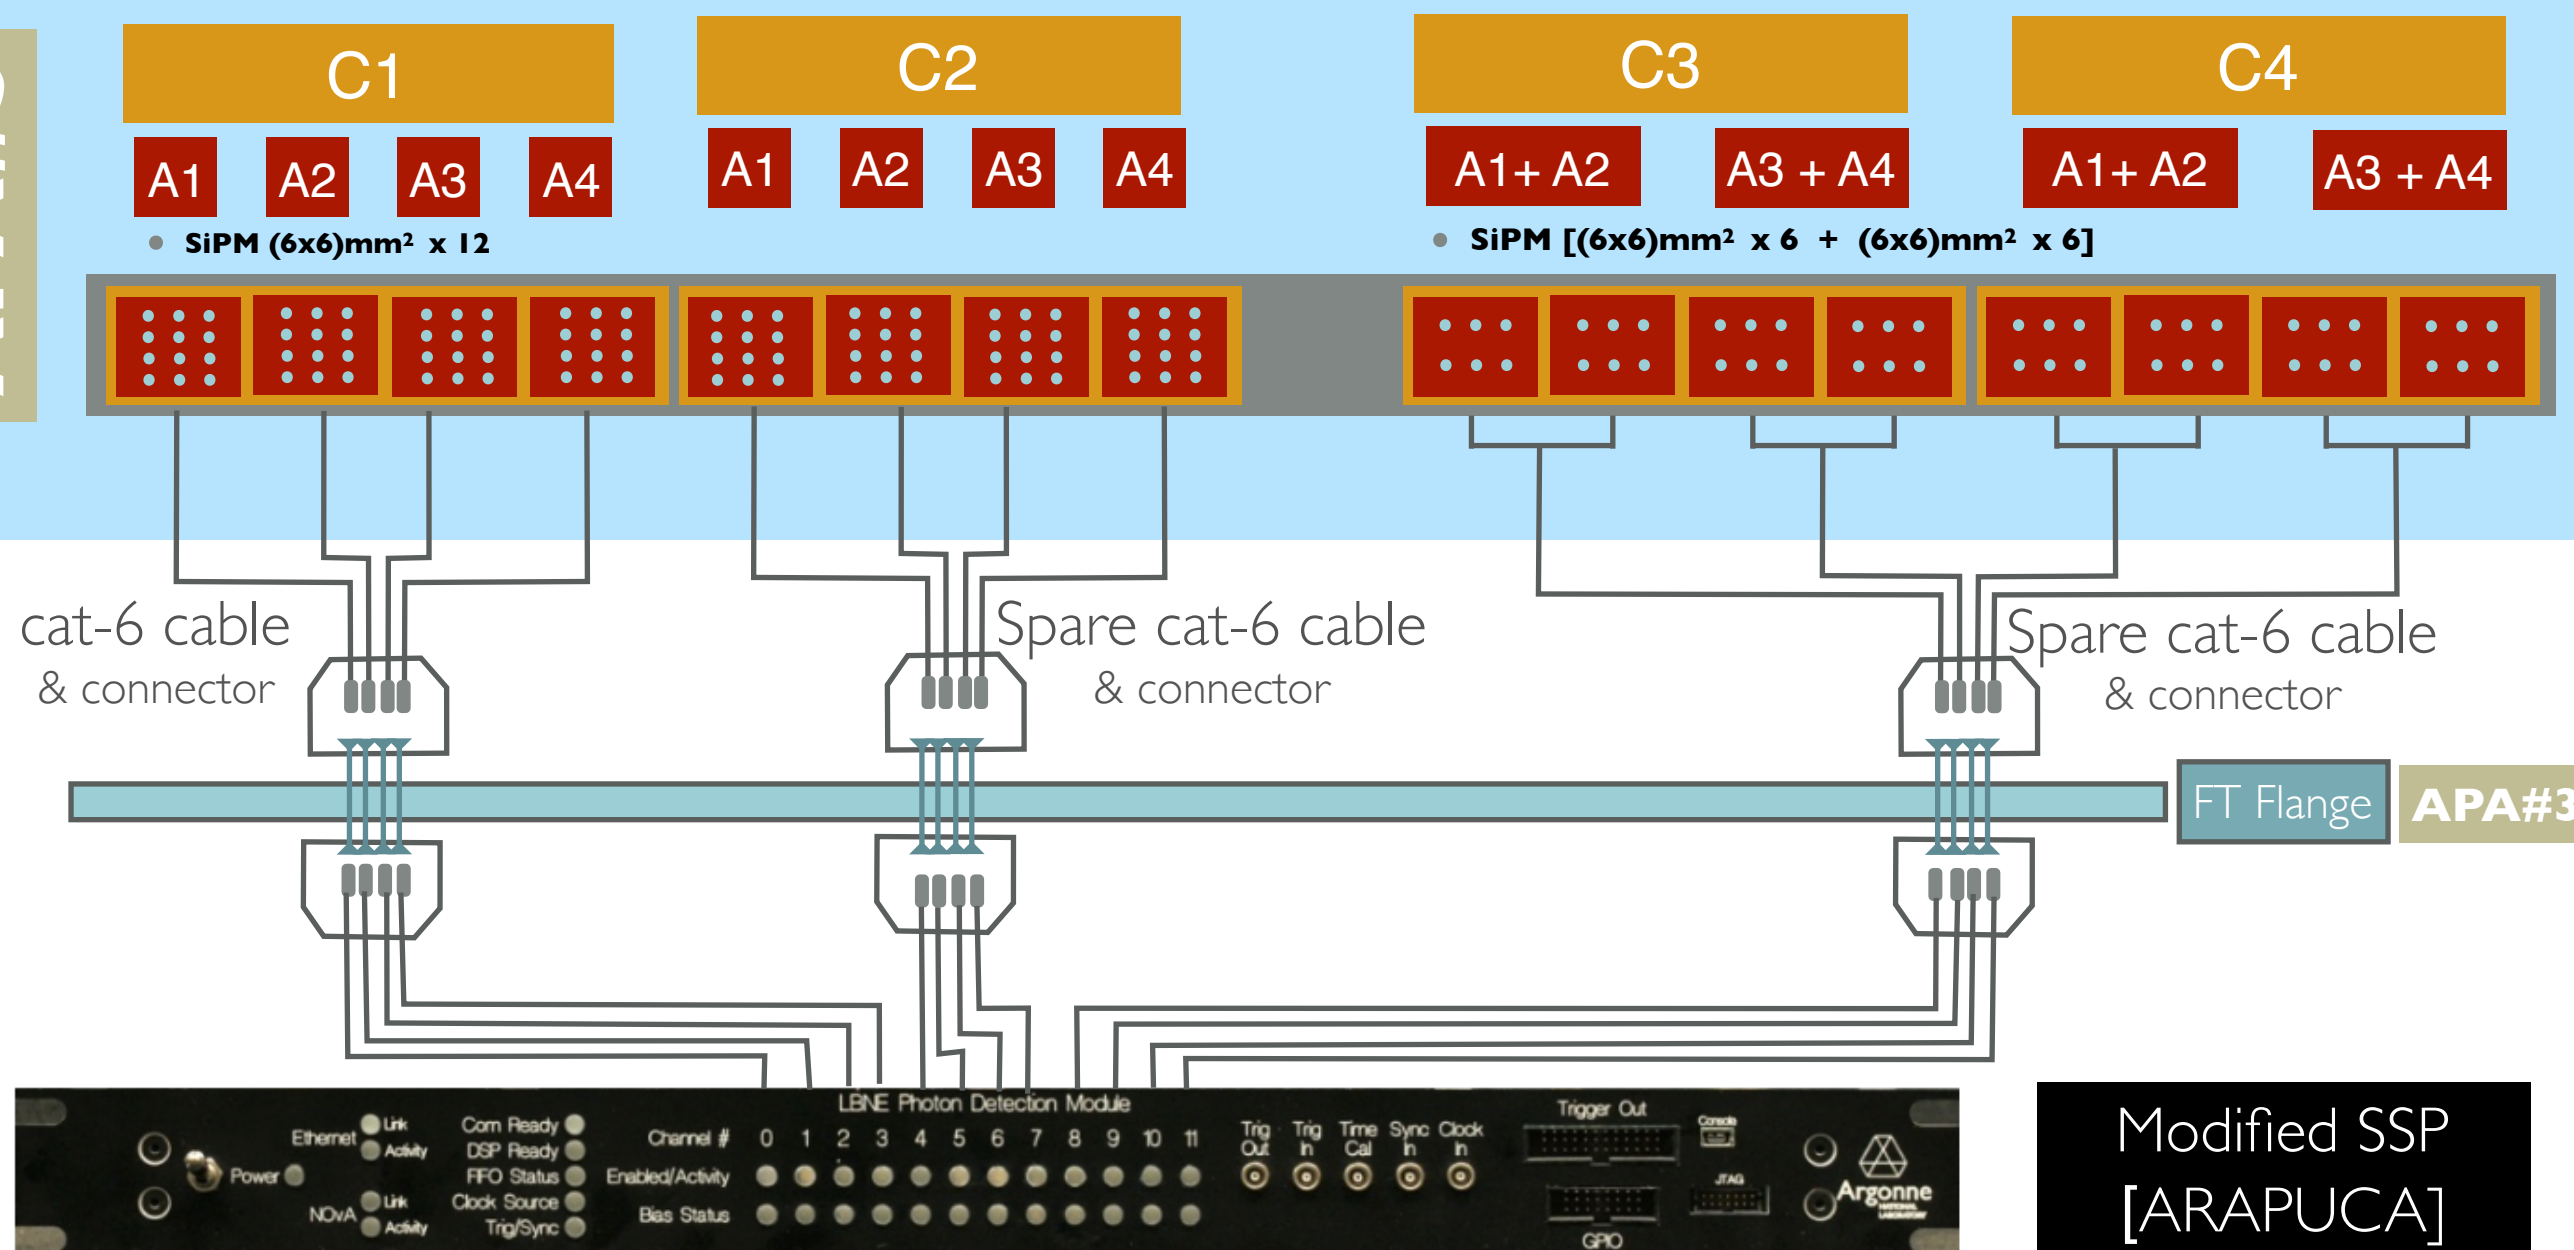 C1
C2
C3
C4
A1
A2
A3
A4
A1
A2
A3
A4
A1+ A2
A3 + A4
A1+ A2
A3 + A4
SiPM (6x6)mm² x 12
SiPM [(6x6)mm² x 6 + (6x6)mm² x 6]
cat-6 cable
& connector
Spare cat-6 cable
& connector
Spare cat-6 cable
& connector
FT Flange
APA#3
LBNE Photon Detection Module
Power
Ethernet
Link
Activity
NOvA
Link
Activity
Com Ready
DSP Ready
FIFO Status
Clock Source
Trig/Sync
Channel # 0 1 2 3 4 5 6 7 8 9 10 11
Enabled/Activity
Bias Status
Trig Out
Trig In
Time Cal
Sync In
Clock In
Trigger Out
GPIO
Console
JTAG
Argonne
NATIONAL
LABORATORY
Modified SSP
[ARAPUCA]